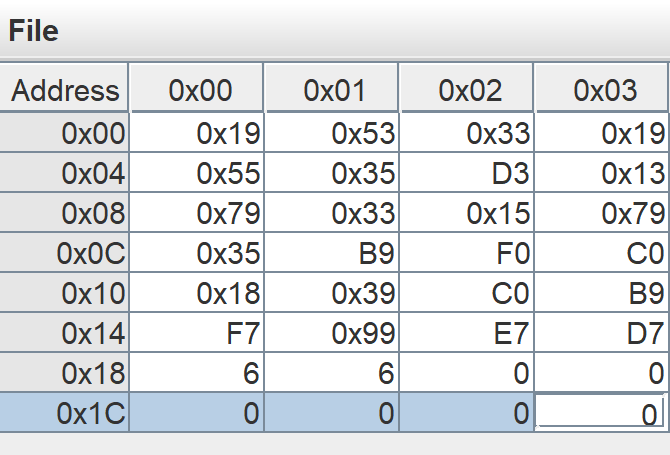 File
Address 0x00 0x01 0x02 0x03
0x00 0x19 0x53 0x33 0x19
0x04 0x55 0x35 D3 0x13
0x08 0x79 0x33 0x15 0x79
0x0C 0x35 B9 F0 C0
0x10 0x18 0x39 C0 B9
0x14 F7 0x99 E7 D7
0x18 6 6 0 0
0x1C 0 0 0 0